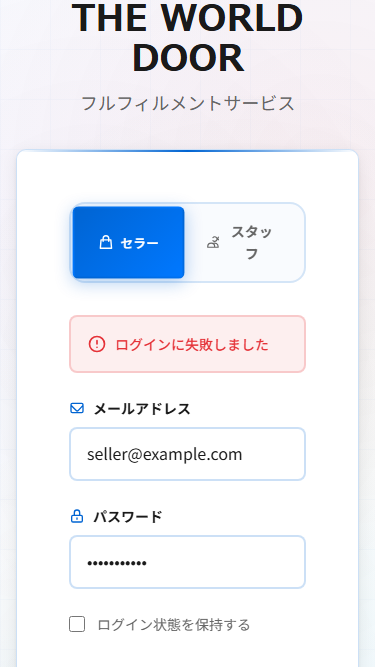 THE WORLD
DOOR
フルフィルメントサービス
セラー
スタッ
フ
ログインに失敗しました
メールアドレス
seller@example.com
パスワード
•••••••••••
ログイン状態を保持する